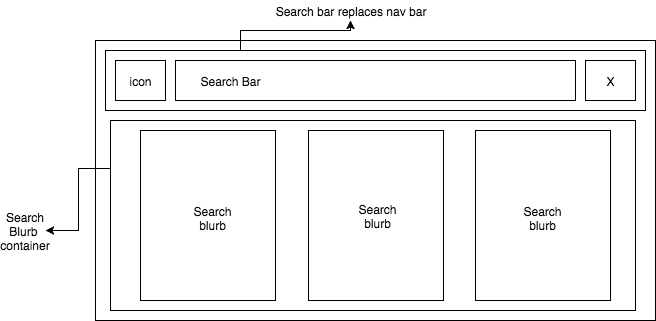 Search bar replaces nav bar
icon
Search Bar
X
Search
blurb
Search
blurb
Search
blurb
Search
Blurb
container